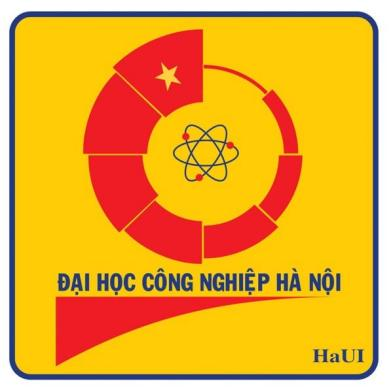 ĐẠI HỌC CÔNG NGHIỆP HÀ NỘI
HaUI